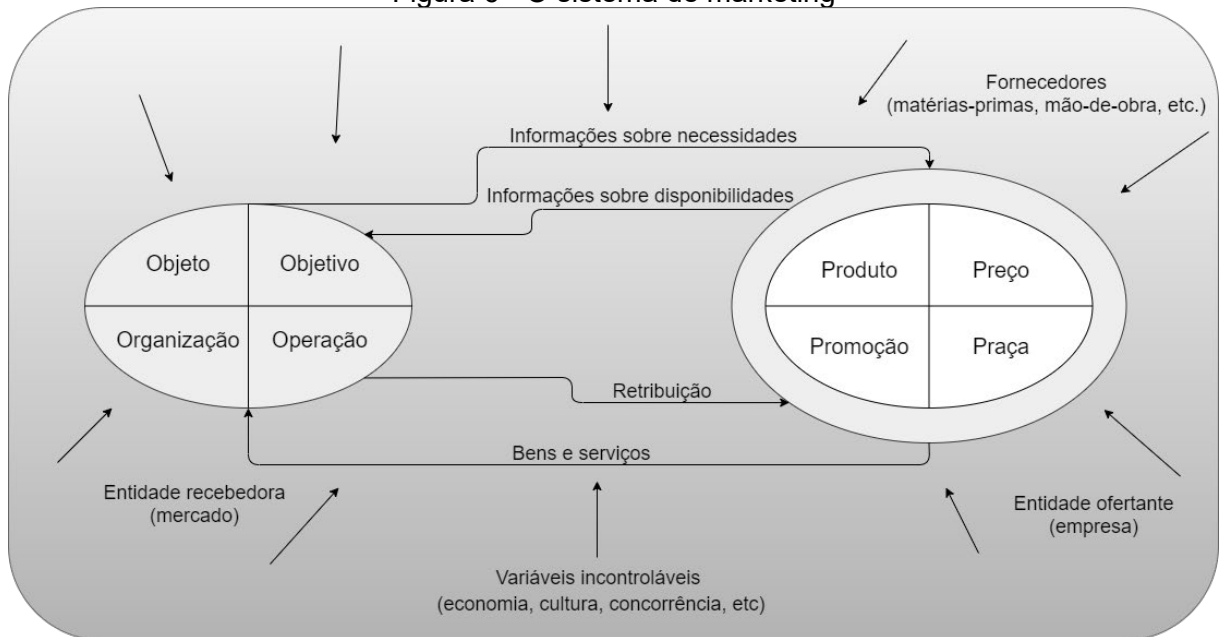 Fornecedores
(matérias-primas, mão-de-obra, etc.)
Informações sobre necessidades
Informações sobre disponibilidades
Objeto
Objetivo
Organização
Operação
Produto
Preço
Promoção
Praça
Retribuição
Bens e serviços
Entidade recebedora
(mercado)
Entidade ofertante
(empresa)
Variáveis incontroláveis
(economia, cultura, concorrência, etc)